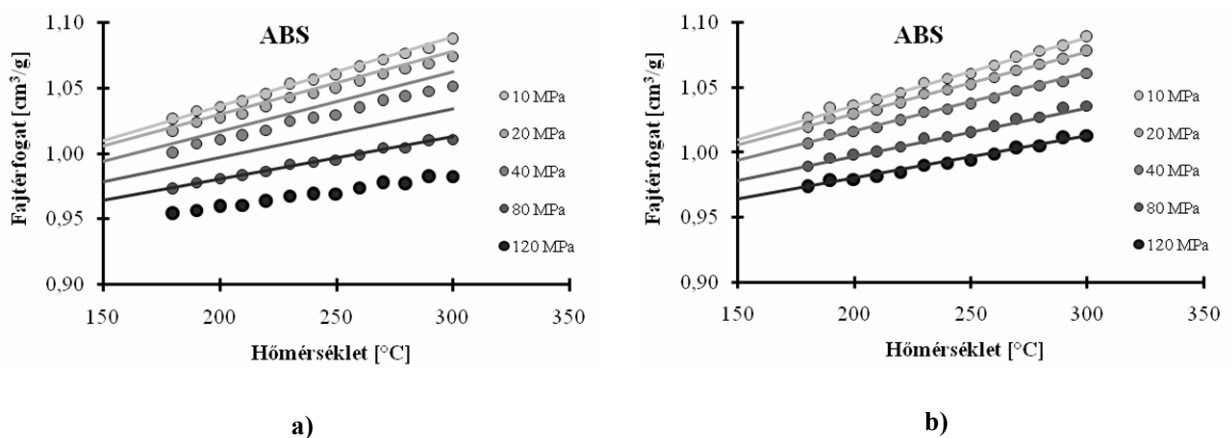 1,10
1,05
1,00
0,95
0,90
Fajtérfogat [cm³/g]
ABS
10 MPa
20 MPa
40 MPa
80 MPa
120 MPa
150
200
250
300
350
Hőmérséklet [°C]
a)
1,10
1,05
1,00
0,95
0,90
Fajtérfogat [cm³/g]
ABS
10 MPa
20 MPa
40 MPa
80 MPa
120 MPa
150
200
250
300
350
Hőmérséklet [°C]
b)